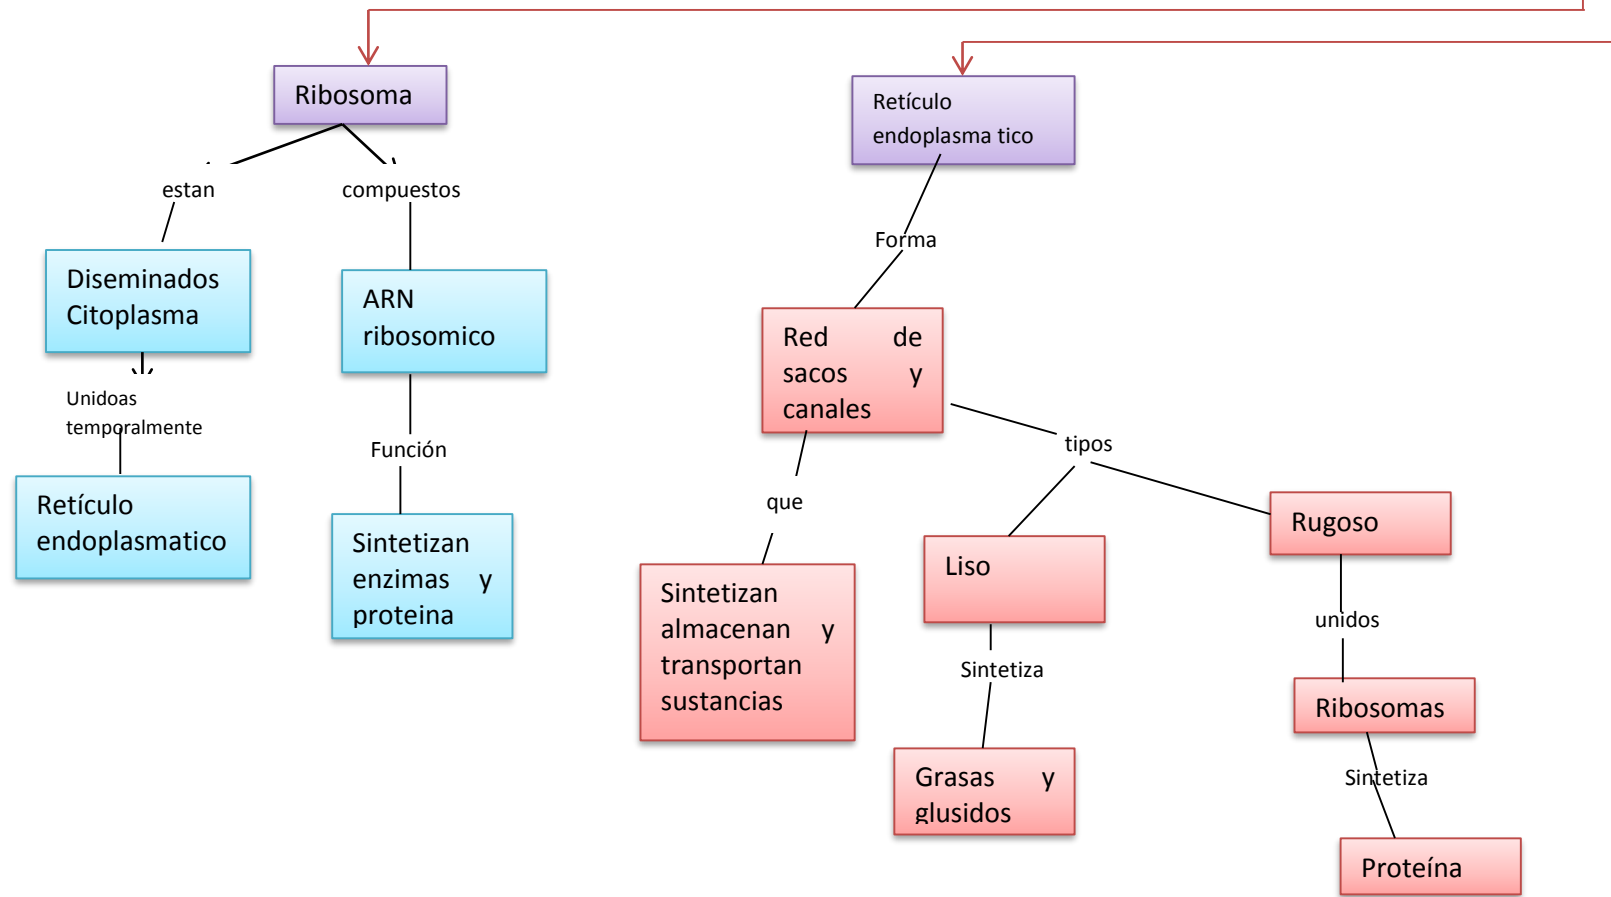 Ribosoma
estan
compuestos
Diseminados
Citoplasma
ARN
ribosomico
Unidoas
temporalmente
Función
Retículo
endoplasmatico
Sintetizan
enzimas y
proteina
Retículo
endoplasma tico
Forma
Red de
sacos y
canales
que
tipos
Sintetizan
almacenan y
transportan
sustancias
Liso
Sintetiza
Grasas y
glusidos
Rugoso
unidos
Ribosomas
Sintetiza
Proteína